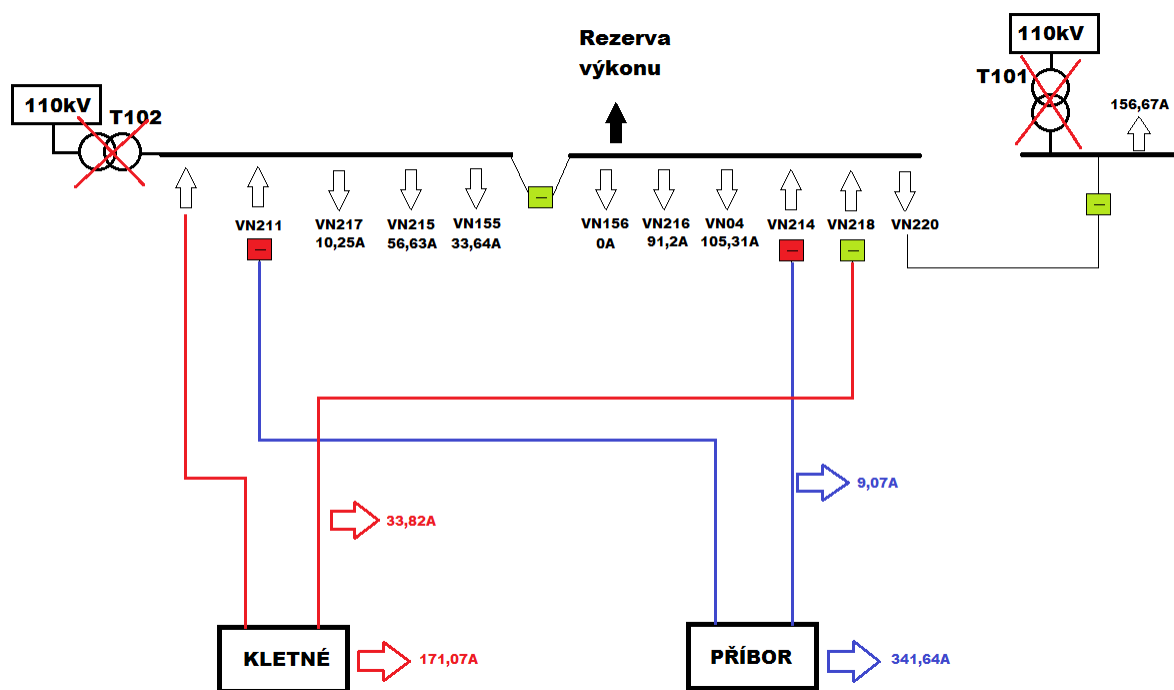 Rezerva
výkonu
110kV
T101
156,67A
110kV
T102
VN211
VN217
10,25A
VN215
56,63A
VN155
33,64A
VN156
0A
VN216
91,2A
VN04
105,31A
VN214
VN218
VN220
9,07A
33,82A
KLETNÉ
171,07A
PŘÍBOR
341,64A